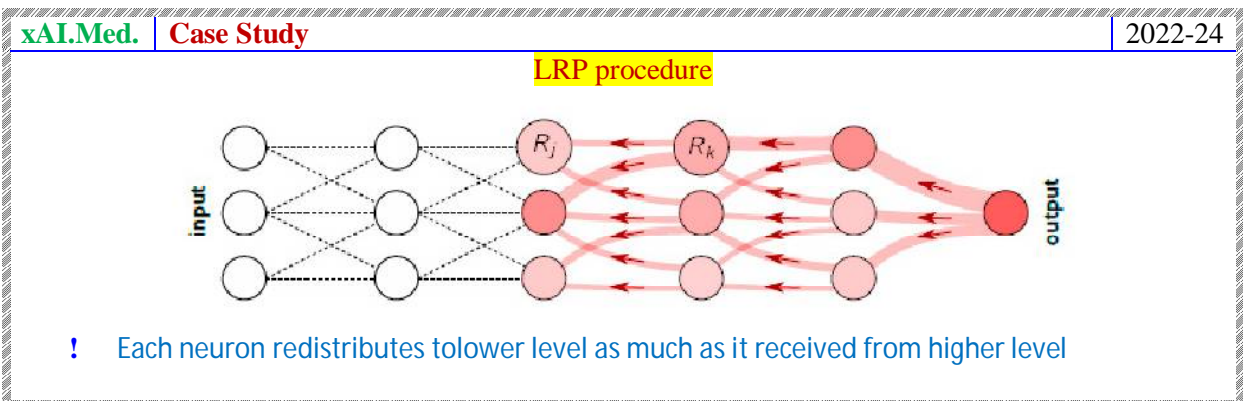 xAI.Med. Case Study 2022-24
LRP procedure
input
Rj Rk
output
! Each neuron redistributes tolower level as much as it received from higher level